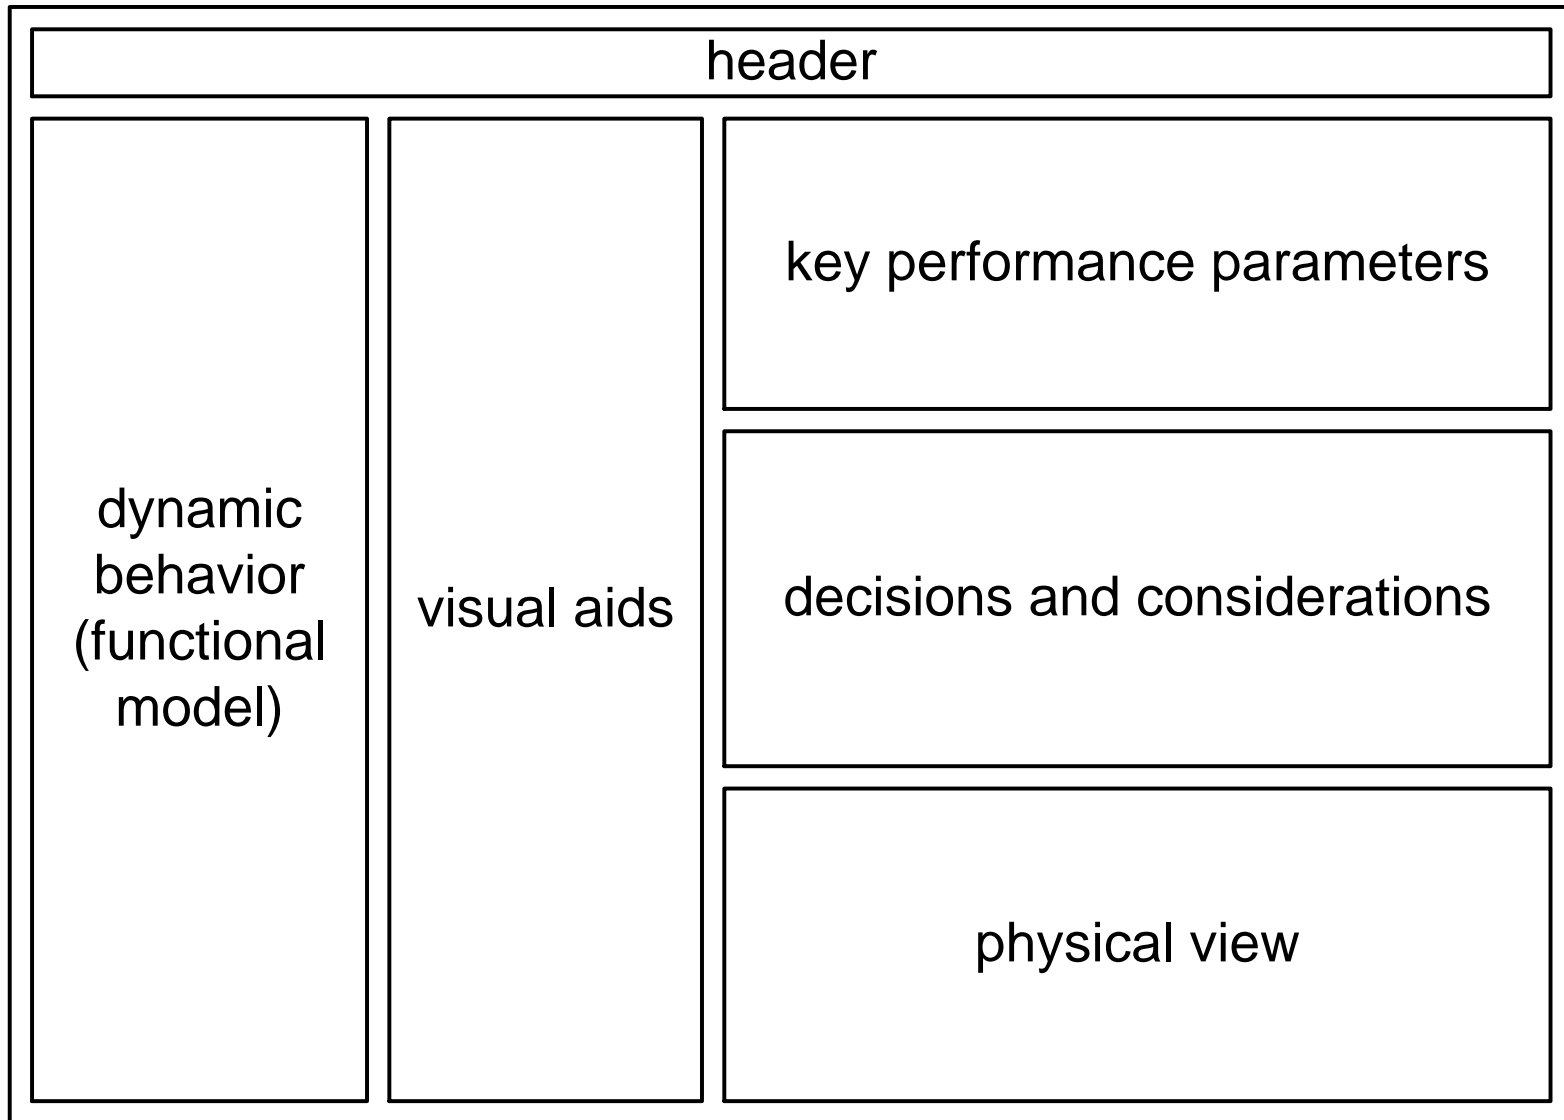 header
dynamic
behavior
(functional
model)
visual aids
key performance parameters
decisions and considerations
physical view